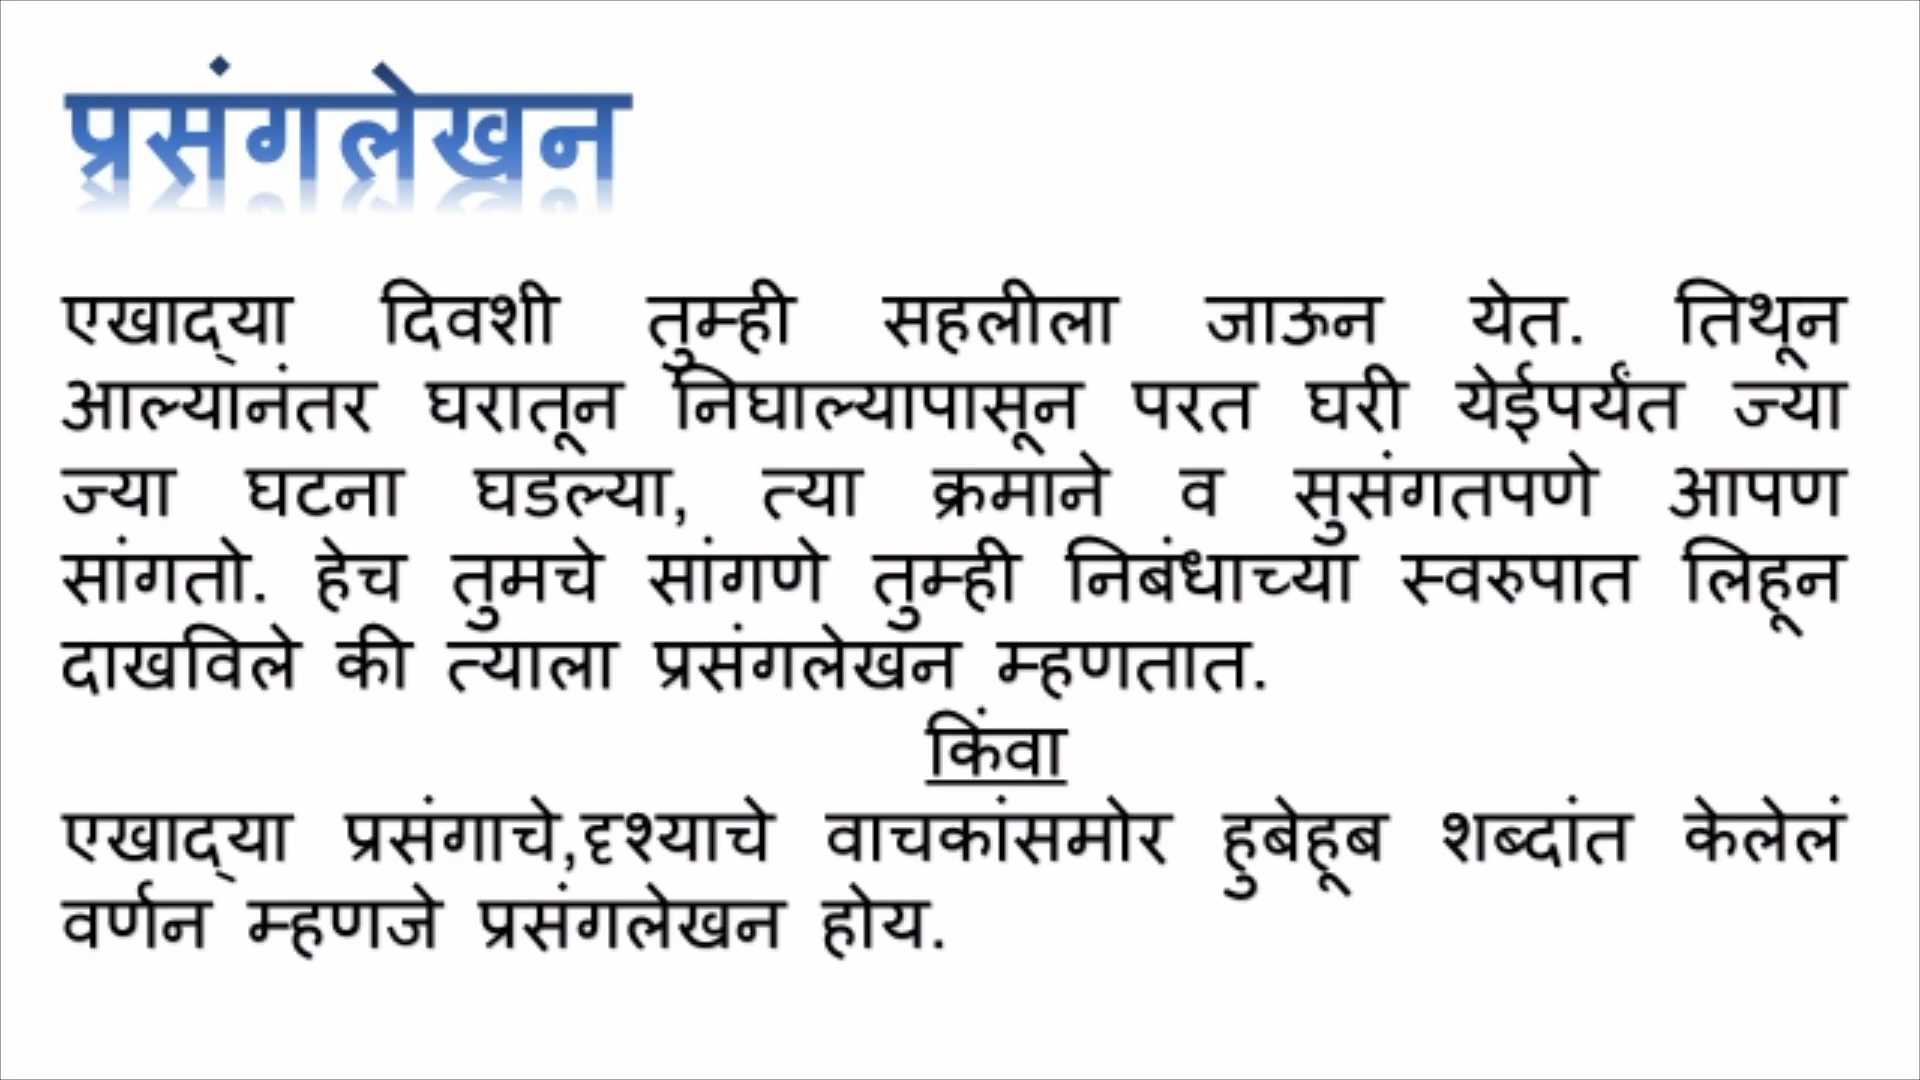 प्रसंगलेखन
एखाद्‌या दिवशी तुम्ही सहलीला जाऊन येत. तिथून
आल्यानंतर घरातून निघाल्यापासून परत घरी येईपर्यंत ज्या
ज्या घटना घडल्या, त्या क्रमाने व सुसंगतपणे आपण
सांगतो. हेच तुमचे सांगणे तुम्ही निबंधाच्या स्वरुपात लिहून
दाखविले की त्याला प्रसंगलेखन म्हणतात.
किंवा
एखाद्‌या प्रसंगाचे,दृश्याचे वाचकांसमोर हुबेहूब शब्दांत केलेलं
वर्णन म्हणजे प्रसंगलेखन होय.